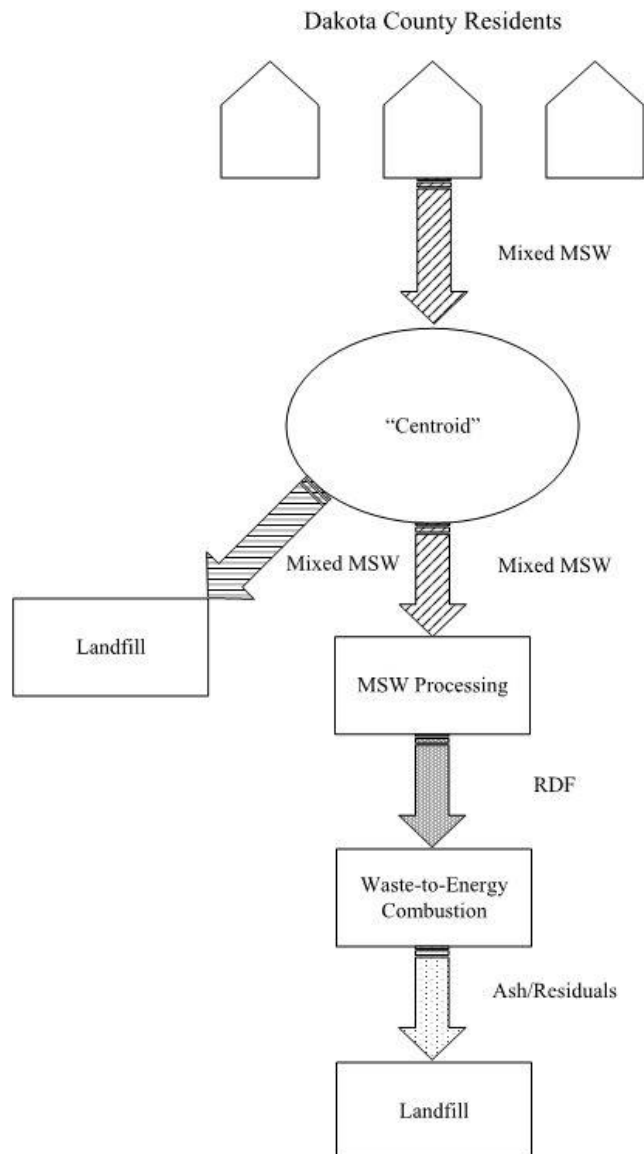 Dakota County Residents
Mixed MSW
“Centroid”
Mixed MSW
Mixed MSW
Landfill
MSW Processing
RDF
Waste-to-Energy
Combustion
Ash/Residuals
Landfill